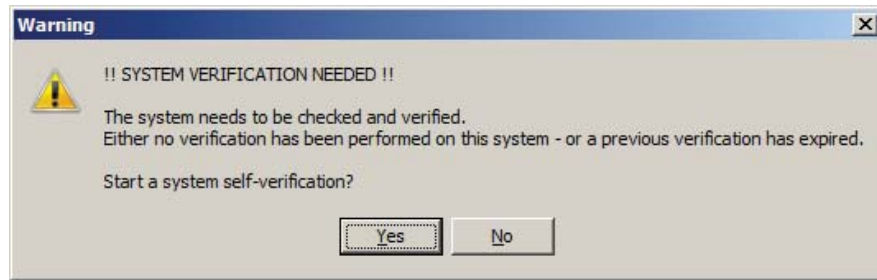 Warning
!! SYSTEM VERIFICATION NEEDED !!
The system needs to be checked and verified.
Either no verification has been performed on this system - or a previous verification has expired.
Start a system self-verification?
Yes
No